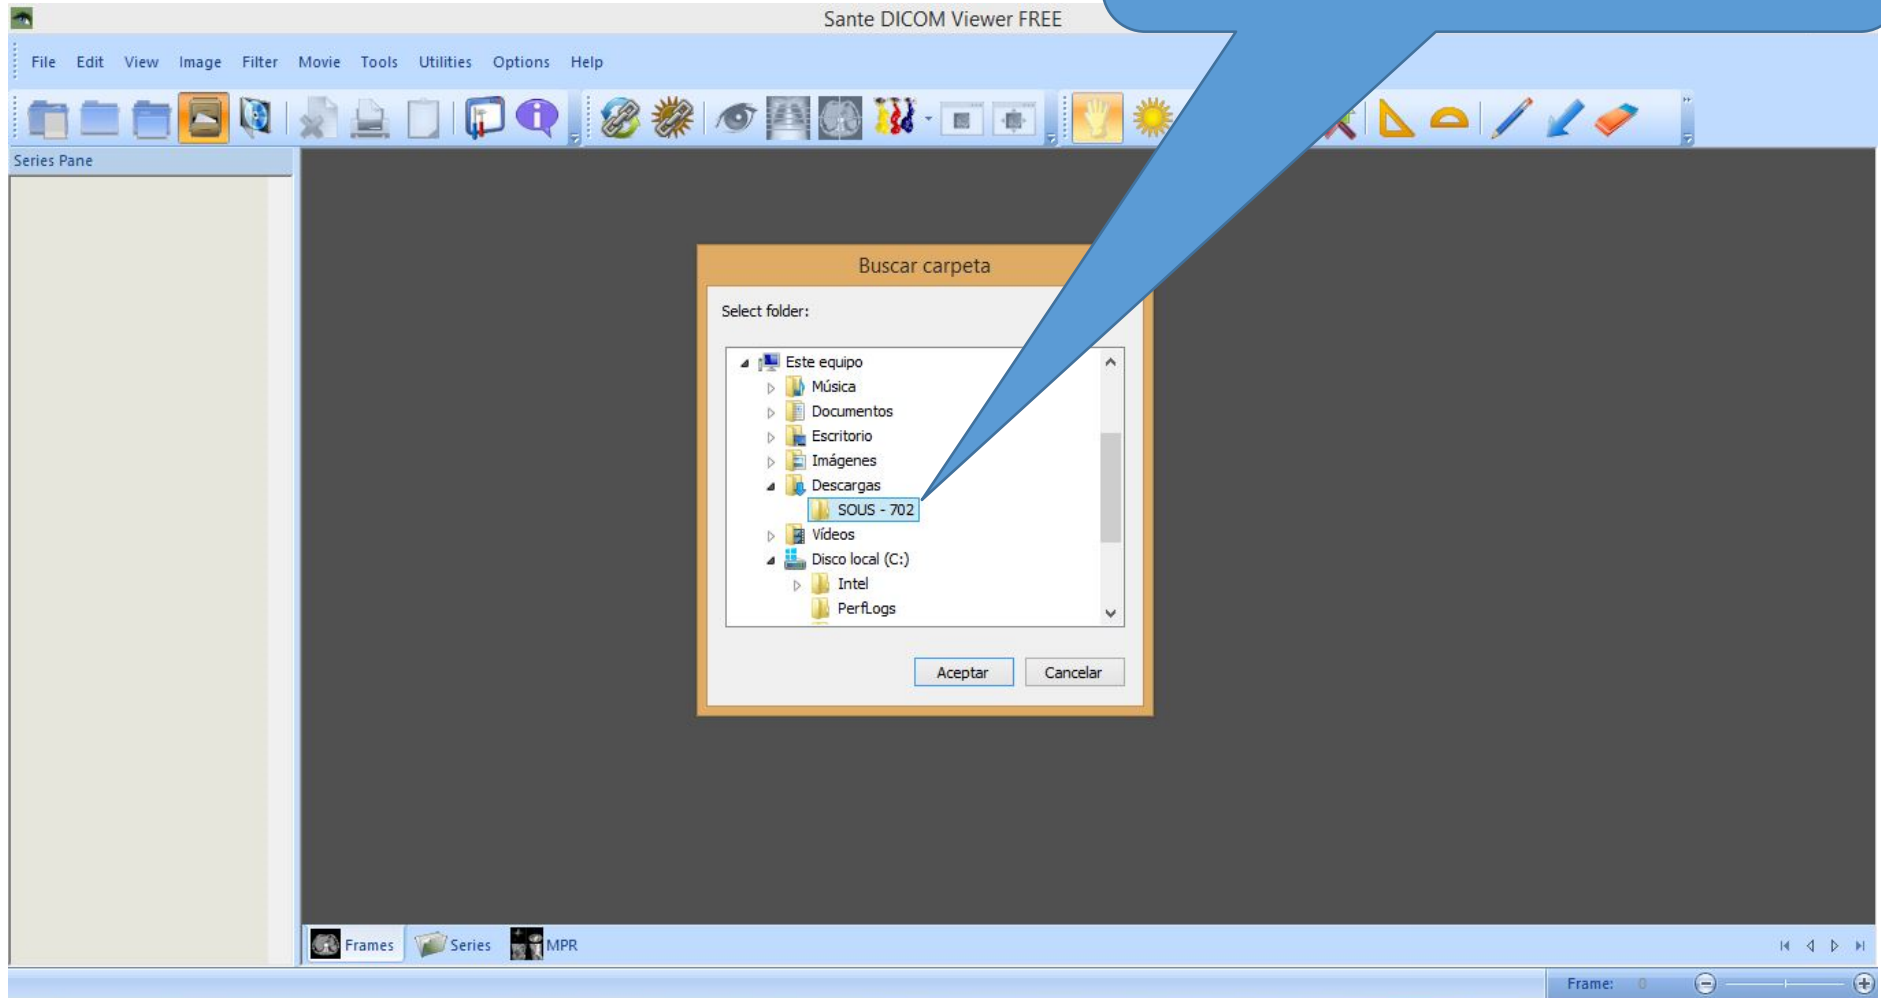 Sante DICOM Viewer FREE
File Edit View Image Filter Movie Tools Utilities Options Help
Series Pane
Buscar carpeta
Select folder:
Este equipo
Música
Documentos
Escritorio
Imágenes
Descargas
SOUS - 702
Vídeos
Disco local (C:)
Intel
PerfLogs
Aceptar Cancelar
Frames Series MPR
Frame: 0